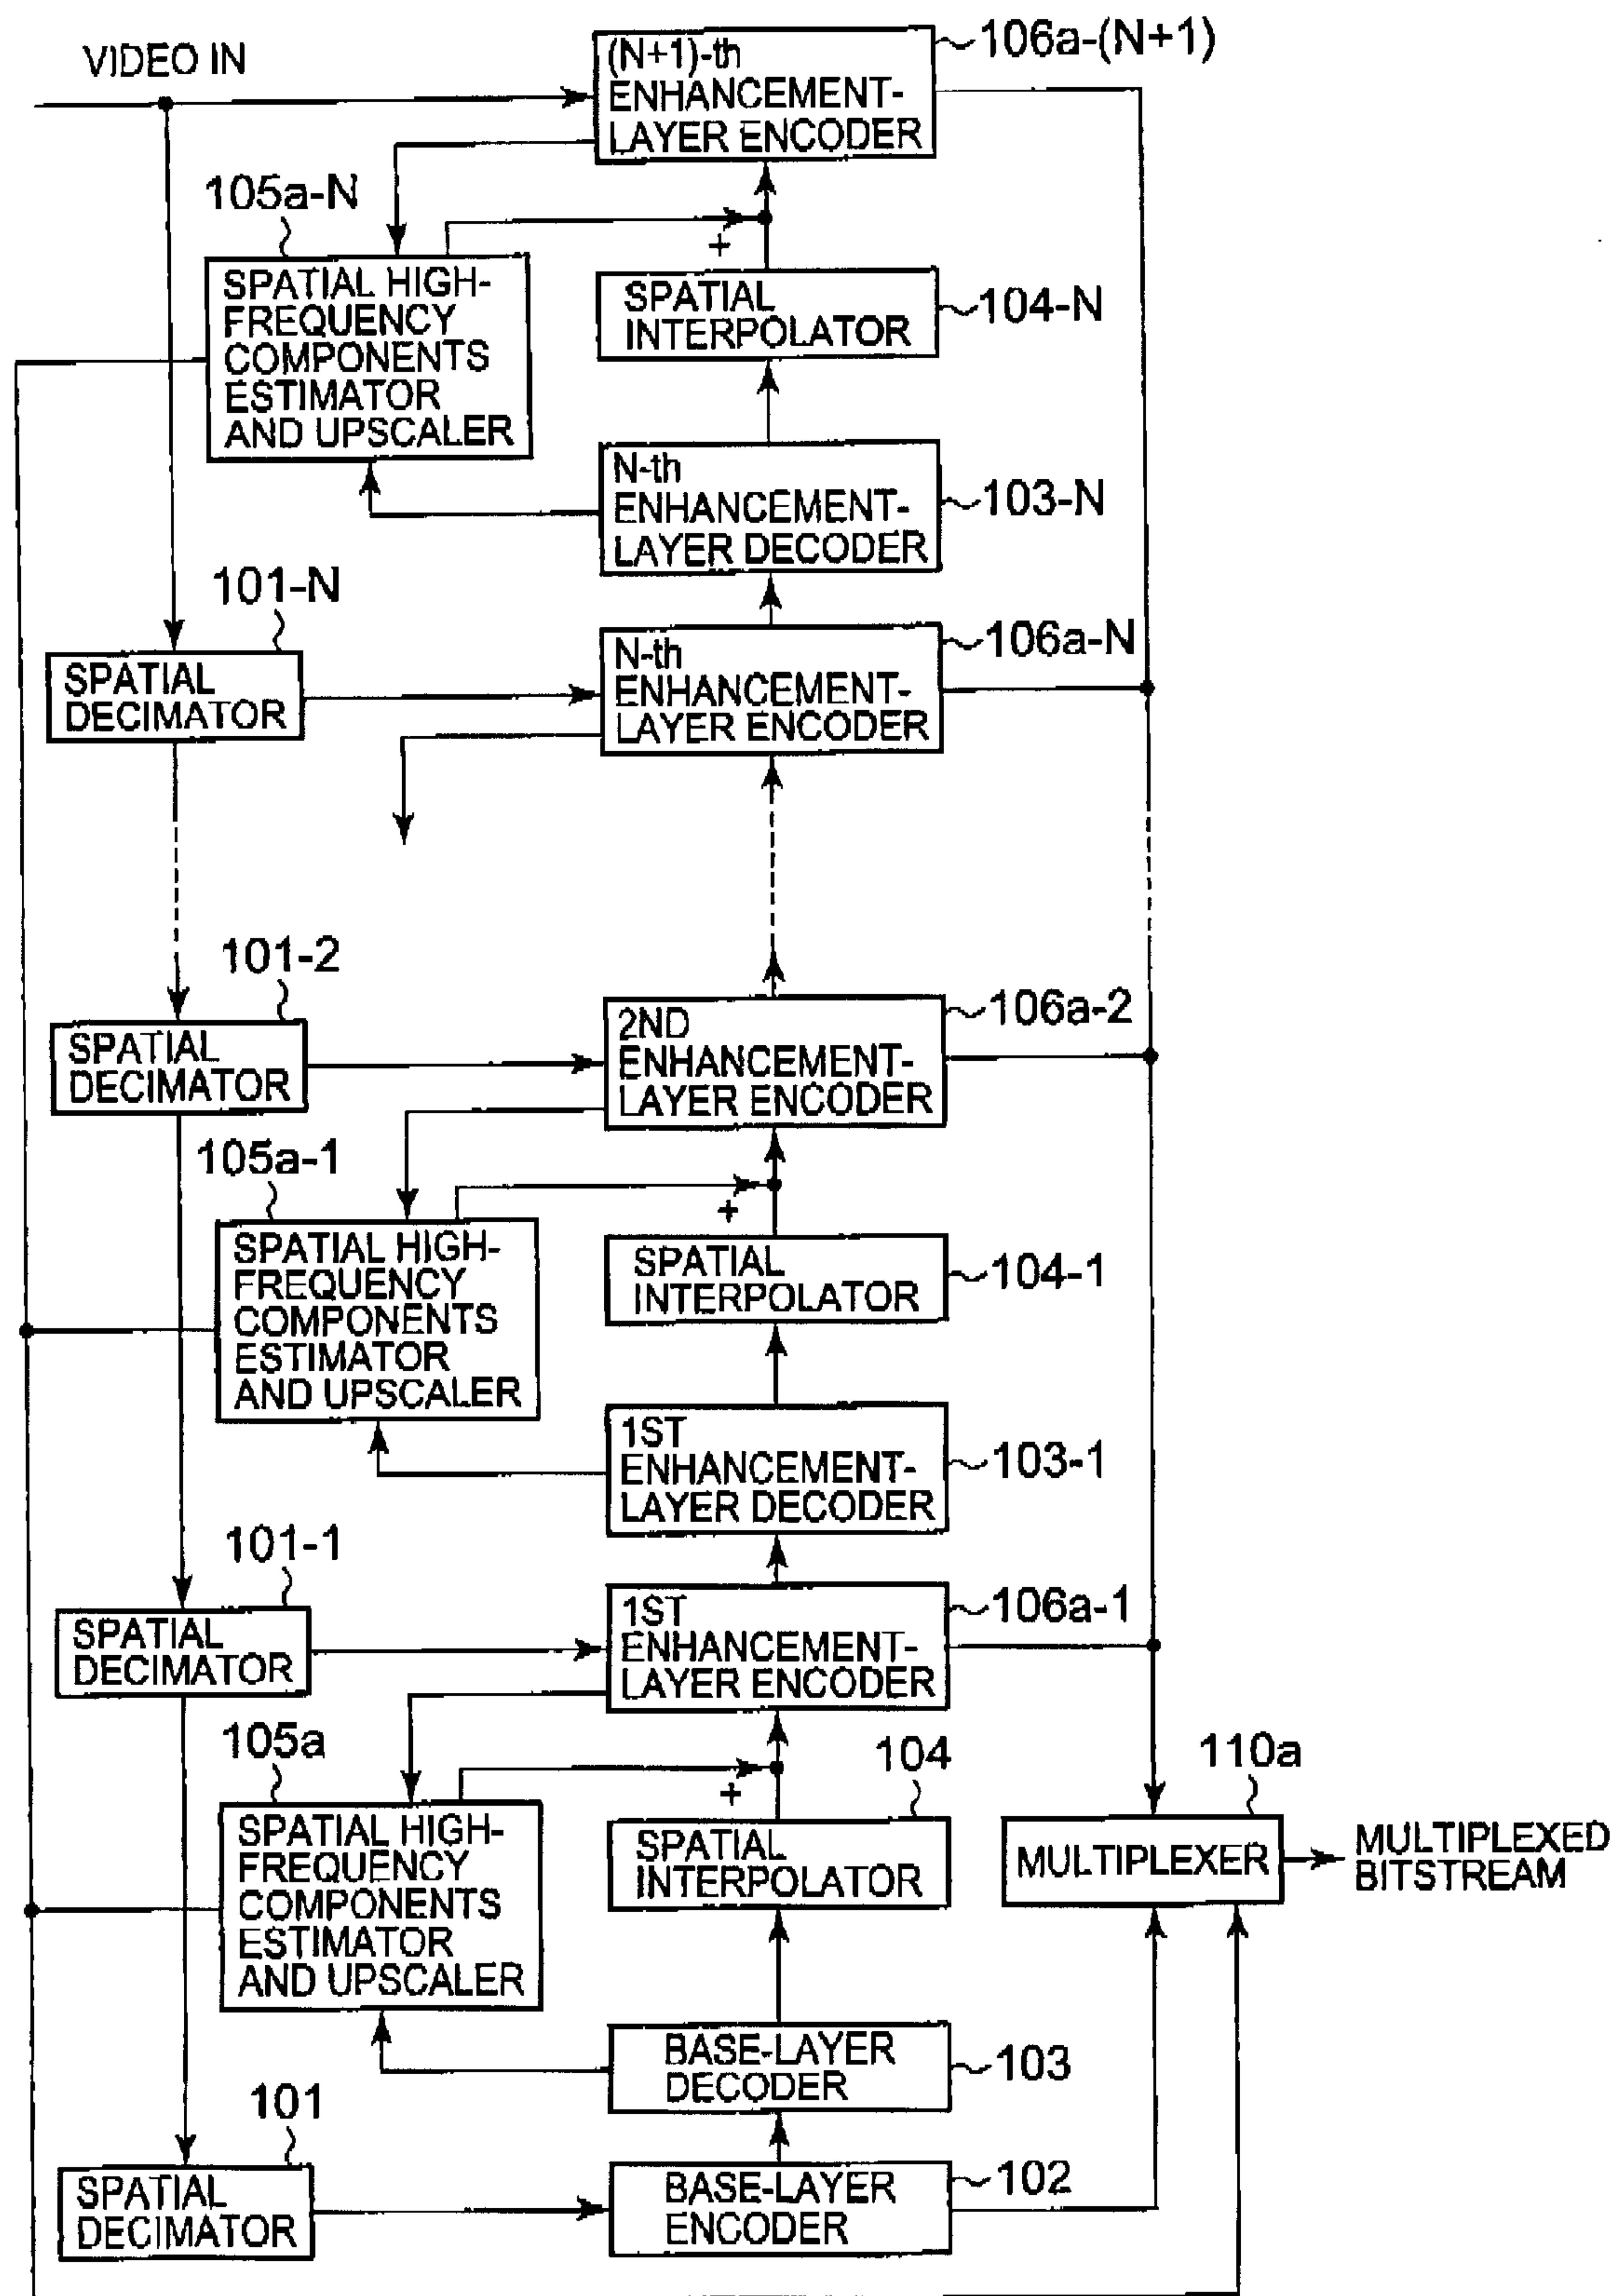 VIDEO IN
(N+1)-th
ENHANCEMENT-
LAYER ENCODER
106a-(N+1)
105a-N
SPATIAL HIGH-
FREQUENCY
COMPONENTS
ESTIMATOR
AND UPSCALER
+
SPATIAL
INTERPOLATOR
104-N
N-th
ENHANCEMENT-
LAYER DECODER
103-N
101-N
SPATIAL
DECIMATOR
N-th
ENHANCEMENT-
LAYER ENCODER
106a-N
101-2
SPATIAL
DECIMATOR
2ND
ENHANCEMENT-
LAYER ENCODER
106a-2
105a-1
SPATIAL HIGH-
FREQUENCY
COMPONENTS
ESTIMATOR
AND UPSCALER
+
SPATIAL
INTERPOLATOR
104-1
1ST
ENHANCEMENT-
LAYER DECODER
103-1
101-1
SPATIAL
DECIMATOR
1ST
ENHANCEMENT-
LAYER ENCODER
106a-1
105a
SPATIAL HIGH-
FREQUENCY
COMPONENTS
ESTIMATOR
AND UPSCALER
+
104
SPATIAL
INTERPOLATOR
110a
MULTIPLEXER
MULTIPLEXED
BITSTREAM
BASE-LAYER
DECODER
103
101
SPATIAL
DECIMATOR
BASE-LAYER
ENCODER
102